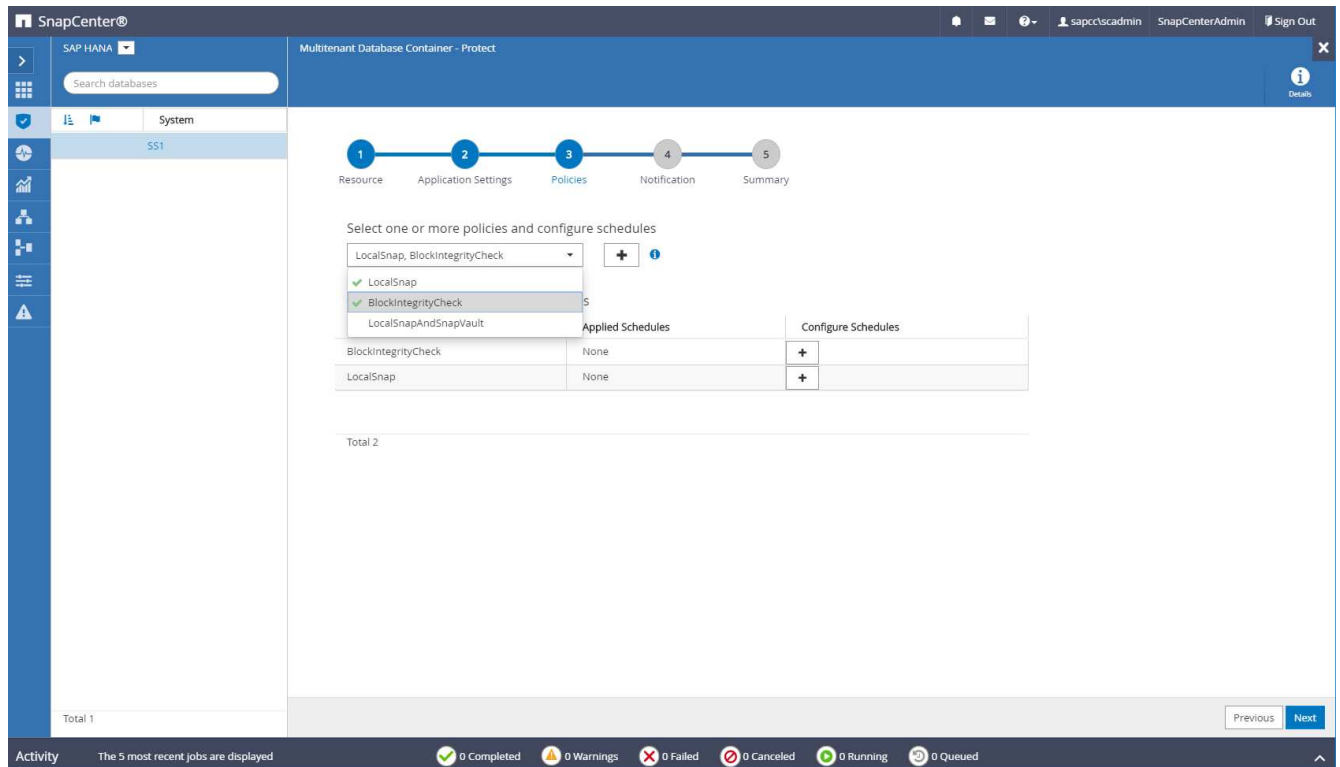 SnapCenter®
sapcc\scadmin SnapCenterAdmin Sign Out
SAP HANA
Search databases
System
SS1
Total 1
Multitenant Database Container - Protect
Details
1 2 3 4 5
Resource Application Settings Policies Notification Summary
Select one or more policies and configure schedules
LocalSnap, BlockIntegrityCheck
LocalSnap
BlockIntegrityCheck
LocalSnapAndSnapVault
Applied Schedules Configure Schedules
BlockIntegrityCheck None
LocalSnap None
Total 2
Previous Next
Activity The 5 most recent jobs are displayed 0 Completed 0 Warnings 0 Failed 0 Canceled 0 Running 0 Queued